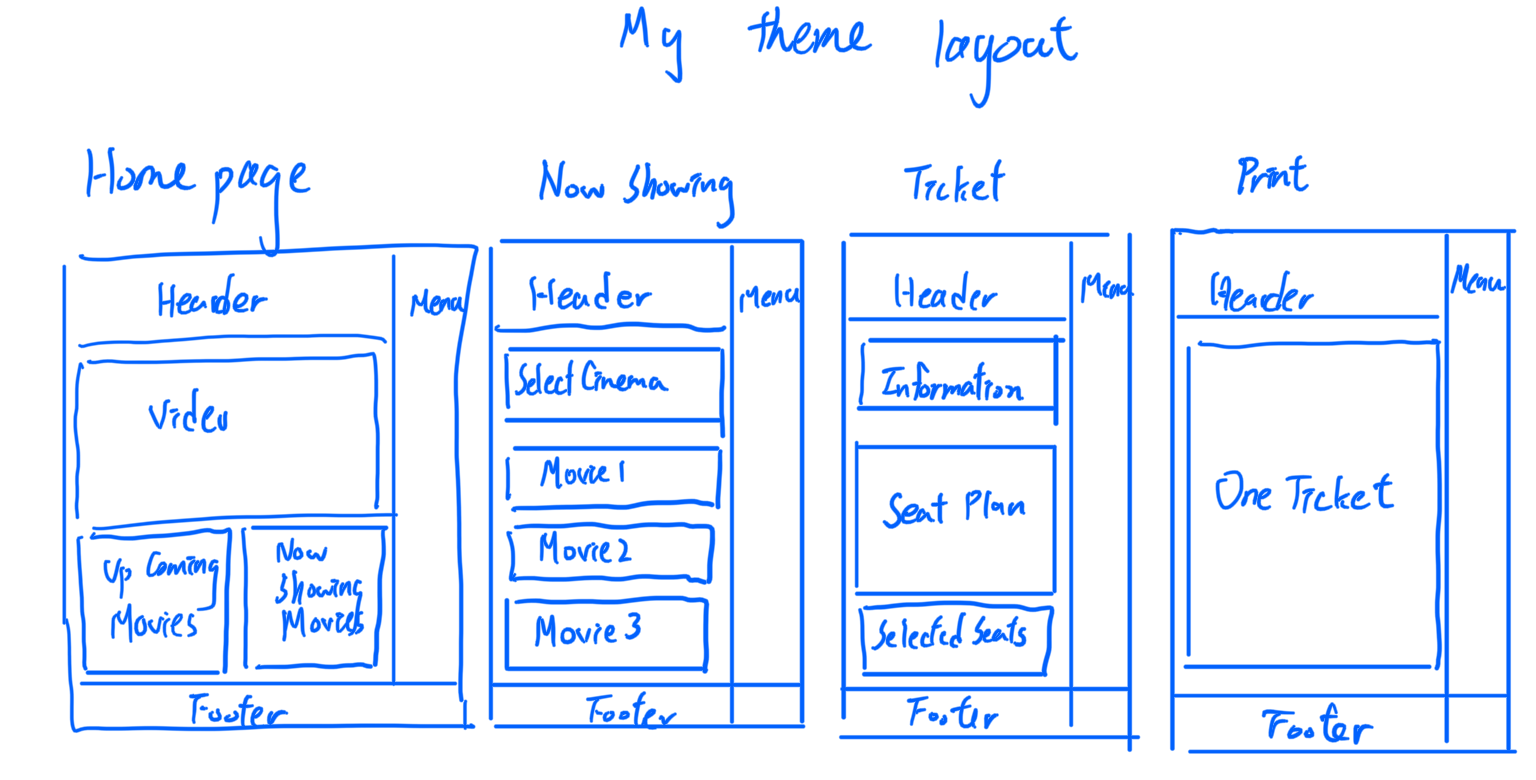 My theme layout
Home page
Header
Menu
Video
Up Coming
Movies
Now
Showing
Movies
Footer
Now Showing
Header
Menu
Select Cinema
Movie 1
Movie 2
Movie 3
Footer
Ticket
Header
Menu
Information
Seat Plan
Selected Seats
Footer
Print
Header
Menu
One Ticket
Footer